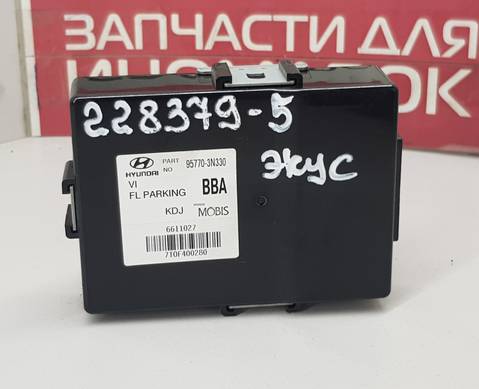 ЗАПЧАСТИ ДЛЯ
228379-5
экус
HYUNDAI
PART NO 95770-3N330
VI
FL PARKING BBA
KDJ MOBIS
6611027
710F400280